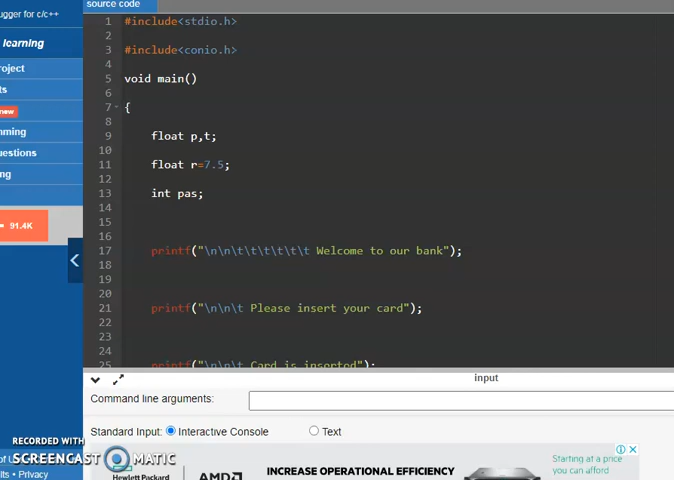 ugger for c/c++
source code
learning
roject
ts
new
mming
uestions
ng
91.4K
1 #include<stdio.h>
2
3 #include<conio.h>
4
5 void main()
6
7 {
8
9 float p,t;
10
11 float r=7.5;
12
13 int pas;
14
15
16
17 printf("\n\n\t\t\t\t\t\t Welcome to our bank");
18
19
20
21 printf("\n\n\t Please insert your card");
22
23
24
25 printf("\n\n\t Card is inserted");
input
Command line arguments:
Standard Input: Interactive Console Text
RECORDED WITH
SCREENCAST MATIC
of U
ts • Privacy
Hewlett Packard
AMD
INCREASE OPERATIONAL EFFICIENCY
Starting at a price
you can afford